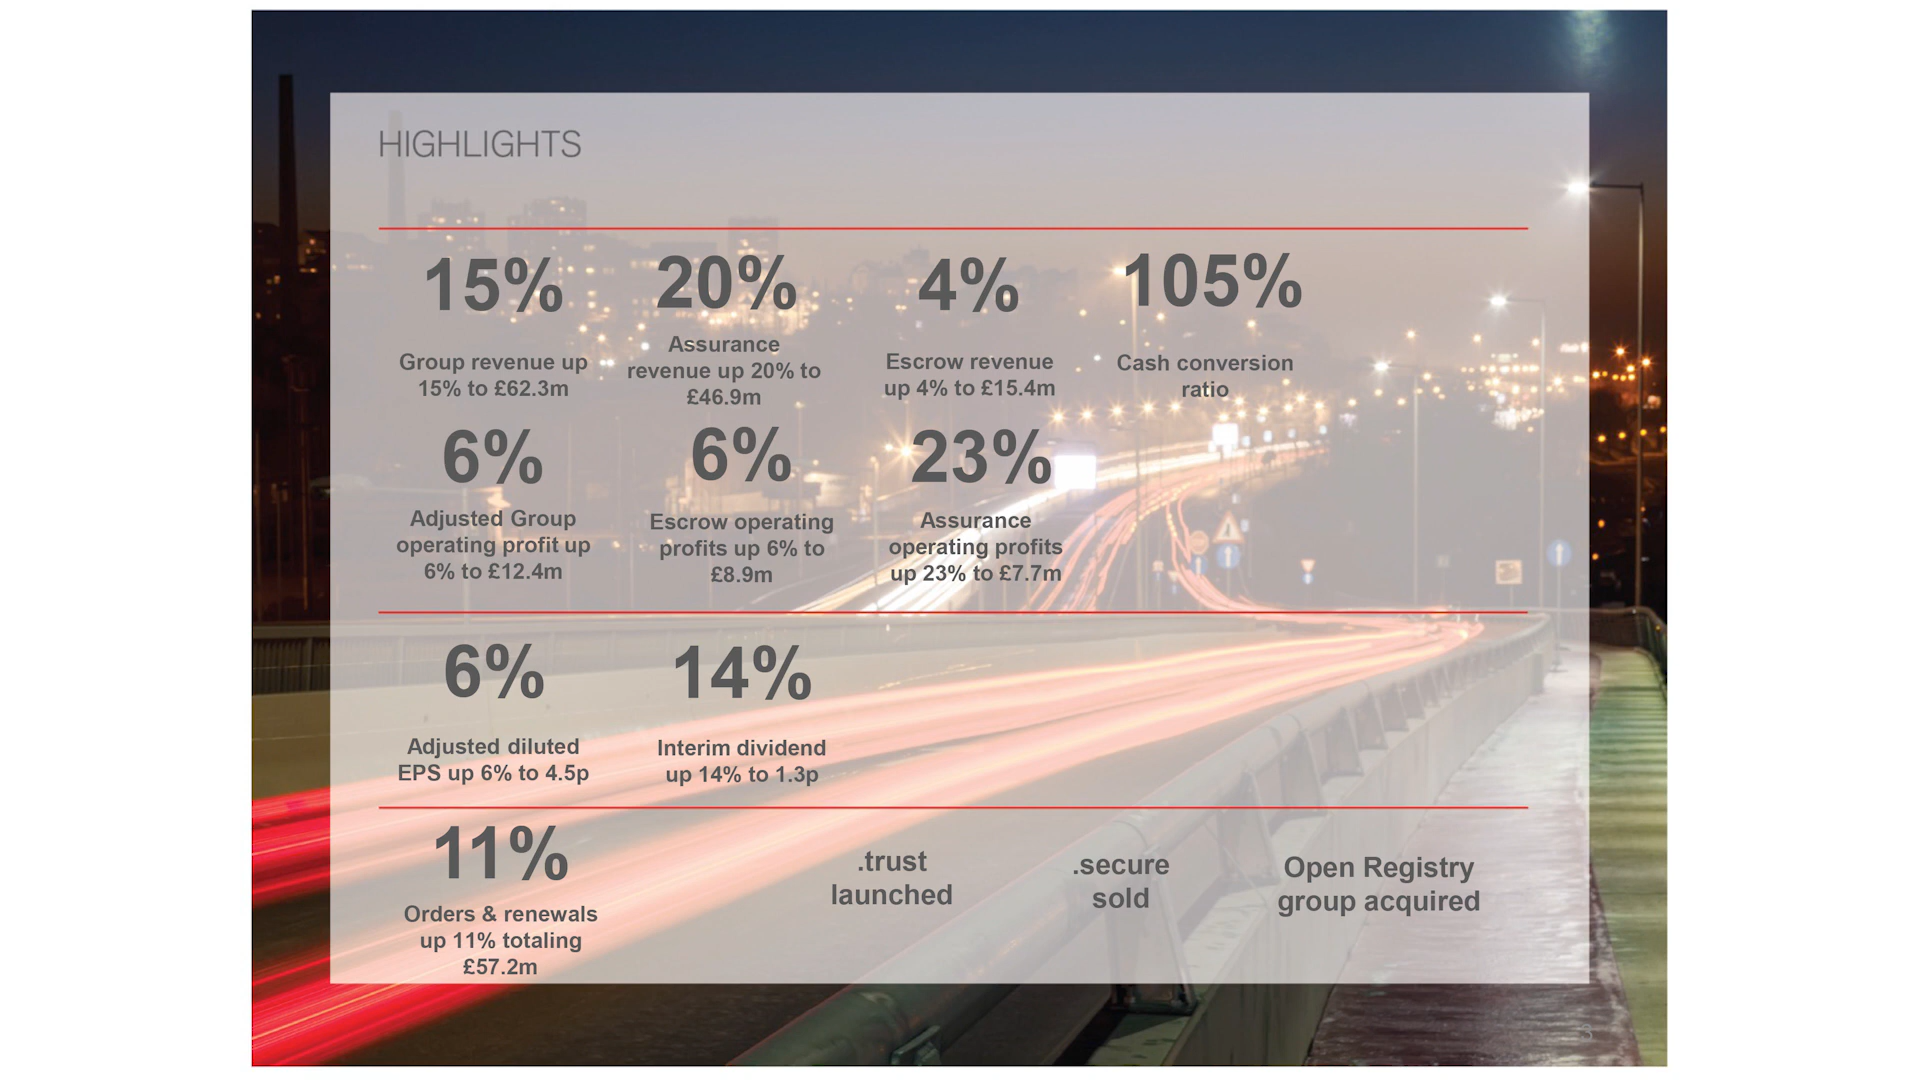 HIGHLIGHTS
15%
Group revenue up
15% to £62.3m
20%
Assurance
revenue up 20% to
£46.9m
4%
Escrow revenue
up 4% to £15.4m
105%
Cash conversion
ratio
6%
Adjusted Group
operating profit up
6% to £12.4m
6%
Escrow operating
profits up 6% to
£8.9m
23%
Assurance
operating profits
up 23% to £7.7m
6%
Adjusted diluted
EPS up 6% to 4.5p
14%
Interim dividend
up 14% to 1.3p
11%
Orders & renewals
up 11% totaling
£57.2m
.trust
launched
.secure
sold
Open Registry
group acquired
3